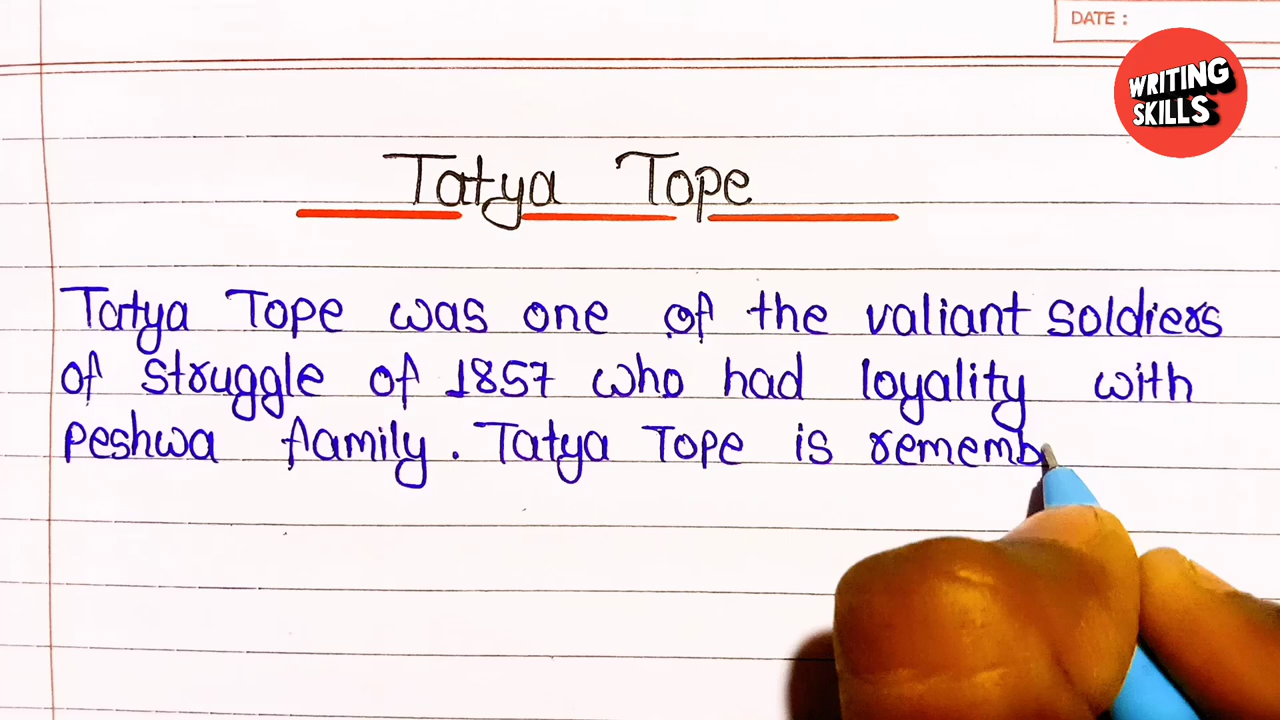 DATE :
WRITING
SKILLS
Tatya Tope
Tatya Tope was one of the valiant soldiers
of struggle of 1857 who had loyality with
Peshwa family. Tatya Tope is rememb